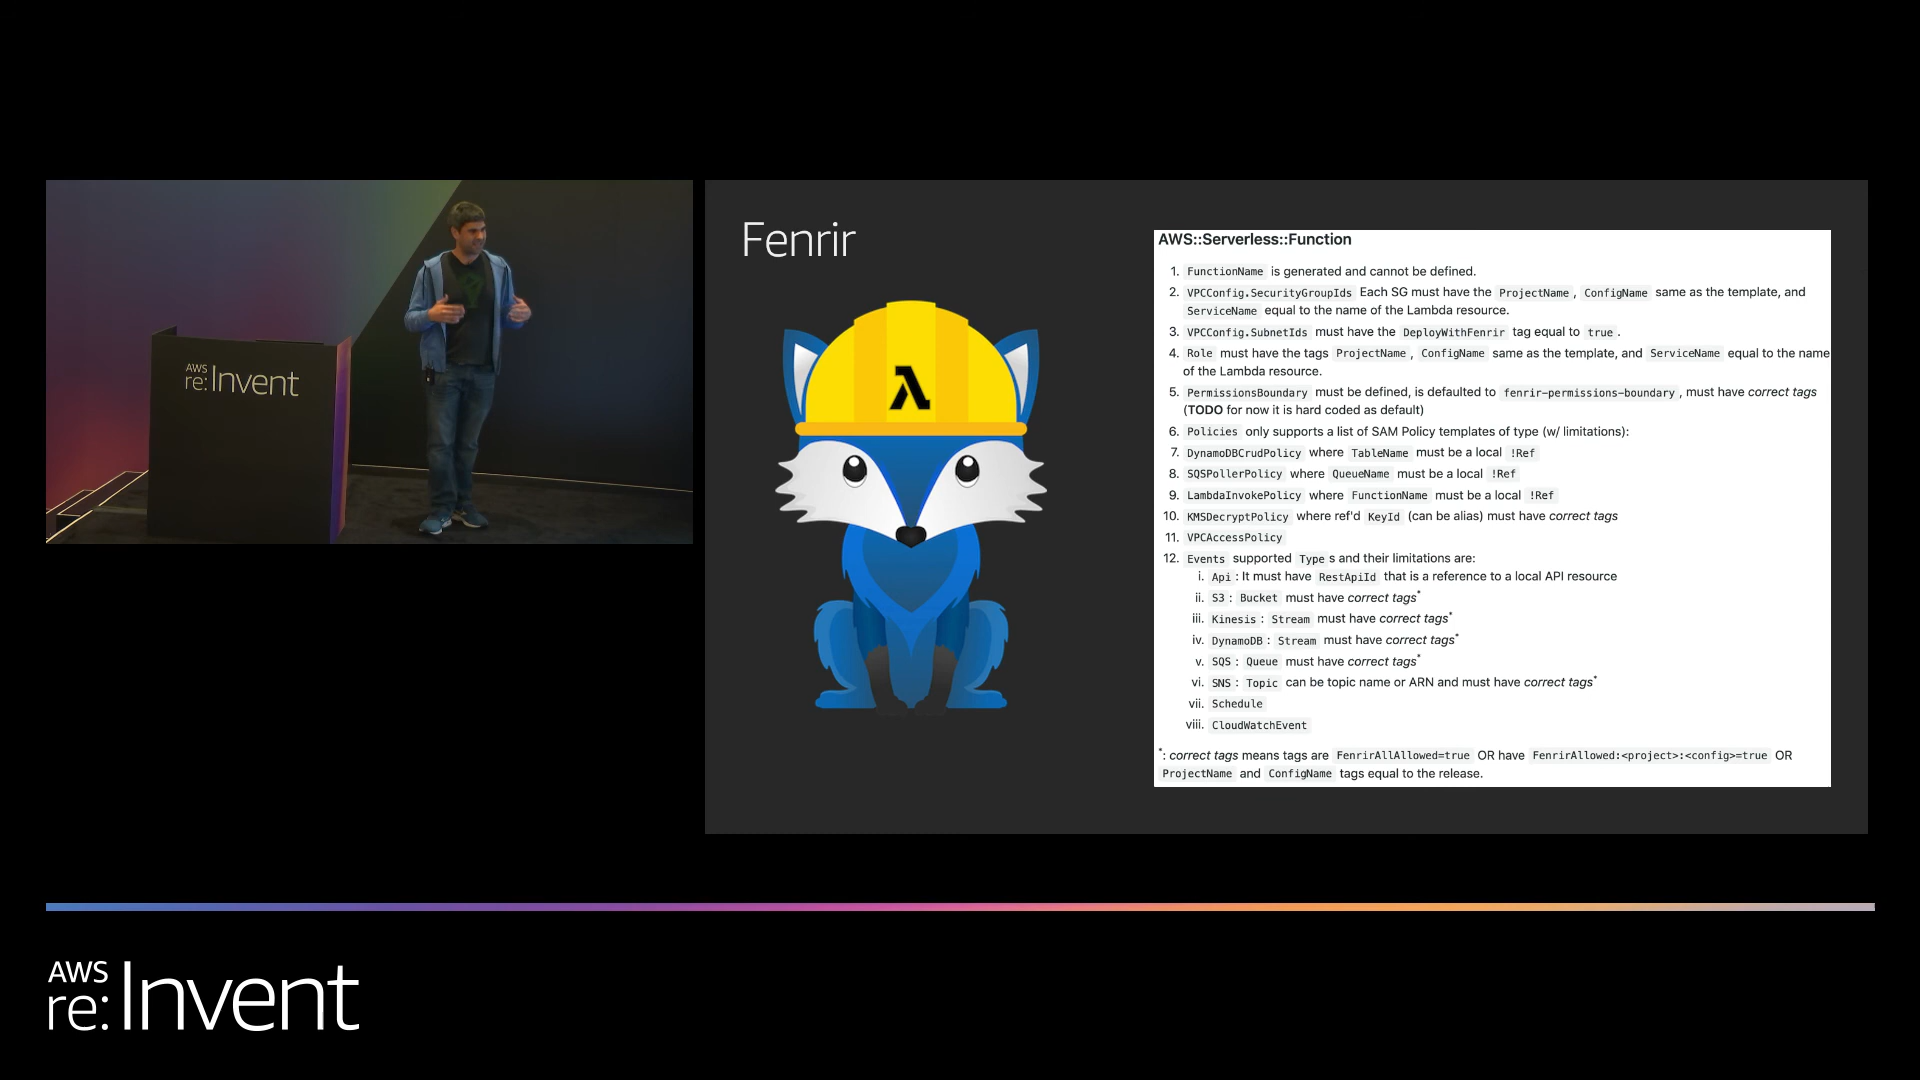 AWS
re:Invent
Fenrir
λ
AWS::Serverless::Function
1. FunctionName is generated and cannot be defined.
2. VPCConfig.SecurityGroupIds Each SG must have the ProjectName , ConfigName same as the template, and
ServiceName equal to the name of the Lambda resource.
3. VPCConfig.SubnetIds must have the DeployWithFenrir tag equal to true .
4. Role must have the tags ProjectName , ConfigName same as the template, and ServiceName equal to the name
of the Lambda resource.
5. PermissionsBoundary must be defined, is defaulted to fenrir-permissions-boundary , must have correct tags
(TODO for now it is hard coded as default)
6. Policies only supports a list of SAM Policy templates of type (w/ limitations):
7. DynamoDBCrudPolicy where TableName must be a local !Ref
8. SQSPollerPolicy where QueueName must be a local !Ref
9. LambdaInvokePolicy where FunctionName must be a local !Ref
10. KMSDecryptPolicy where ref'd KeyId (can be alias) must have correct tags
11. VPCAccessPolicy
12. Events supported Type s and their limitations are:
i. Api : It must have RestApiId that is a reference to a local API resource
ii. S3 : Bucket must have correct tags*
iii. Kinesis : Stream must have correct tags*
iv. DynamoDB : Stream must have correct tags*
v. SQS : Queue must have correct tags*
vi. SNS : Topic can be topic name or ARN and must have correct tags*
vii. Schedule
viii. CloudWatchEvent
*: correct tags means tags are FenrirAllAllowed=true OR have FenrirAllowed:<project>:<config>=true OR
ProjectName and ConfigName tags equal to the release.
AWS
re:Invent